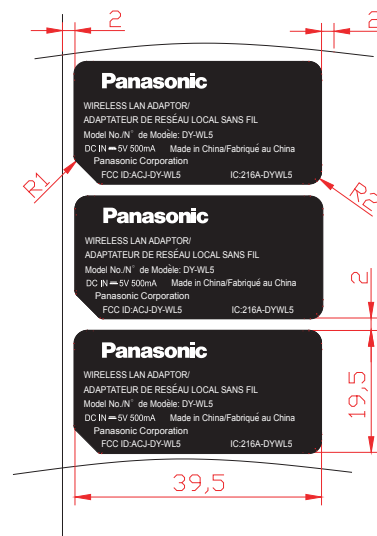 2
2
Panasonic
WIRELESS LAN ADAPTOR/
ADAPTATEUR DE RESÉAU LOCAL SANS FIL
Model No./N° de Modèle: DY-WL5
DC IN ⎓ 5V 500mA Made in China/Fabriqué au China
Panasonic Corporation
FCC ID:ACJ-DY-WL5 IC:216A-DYWL5
R1
R2
Panasonic
WIRELESS LAN ADAPTOR/
ADAPTATEUR DE RESÉAU LOCAL SANS FIL
Model No./N° de Modèle: DY-WL5
DC IN ⎓ 5V 500mA Made in China/Fabriqué au China
Panasonic Corporation
FCC ID:ACJ-DY-WL5 IC:216A-DYWL5
2
Panasonic
WIRELESS LAN ADAPTOR/
ADAPTATEUR DE RESÉAU LOCAL SANS FIL
Model No./N° de Modèle: DY-WL5
DC IN ⎓ 5V 500mA Made in China/Fabriqué au China
Panasonic Corporation
FCC ID:ACJ-DY-WL5 IC:216A-DYWL5
19,5
39,5